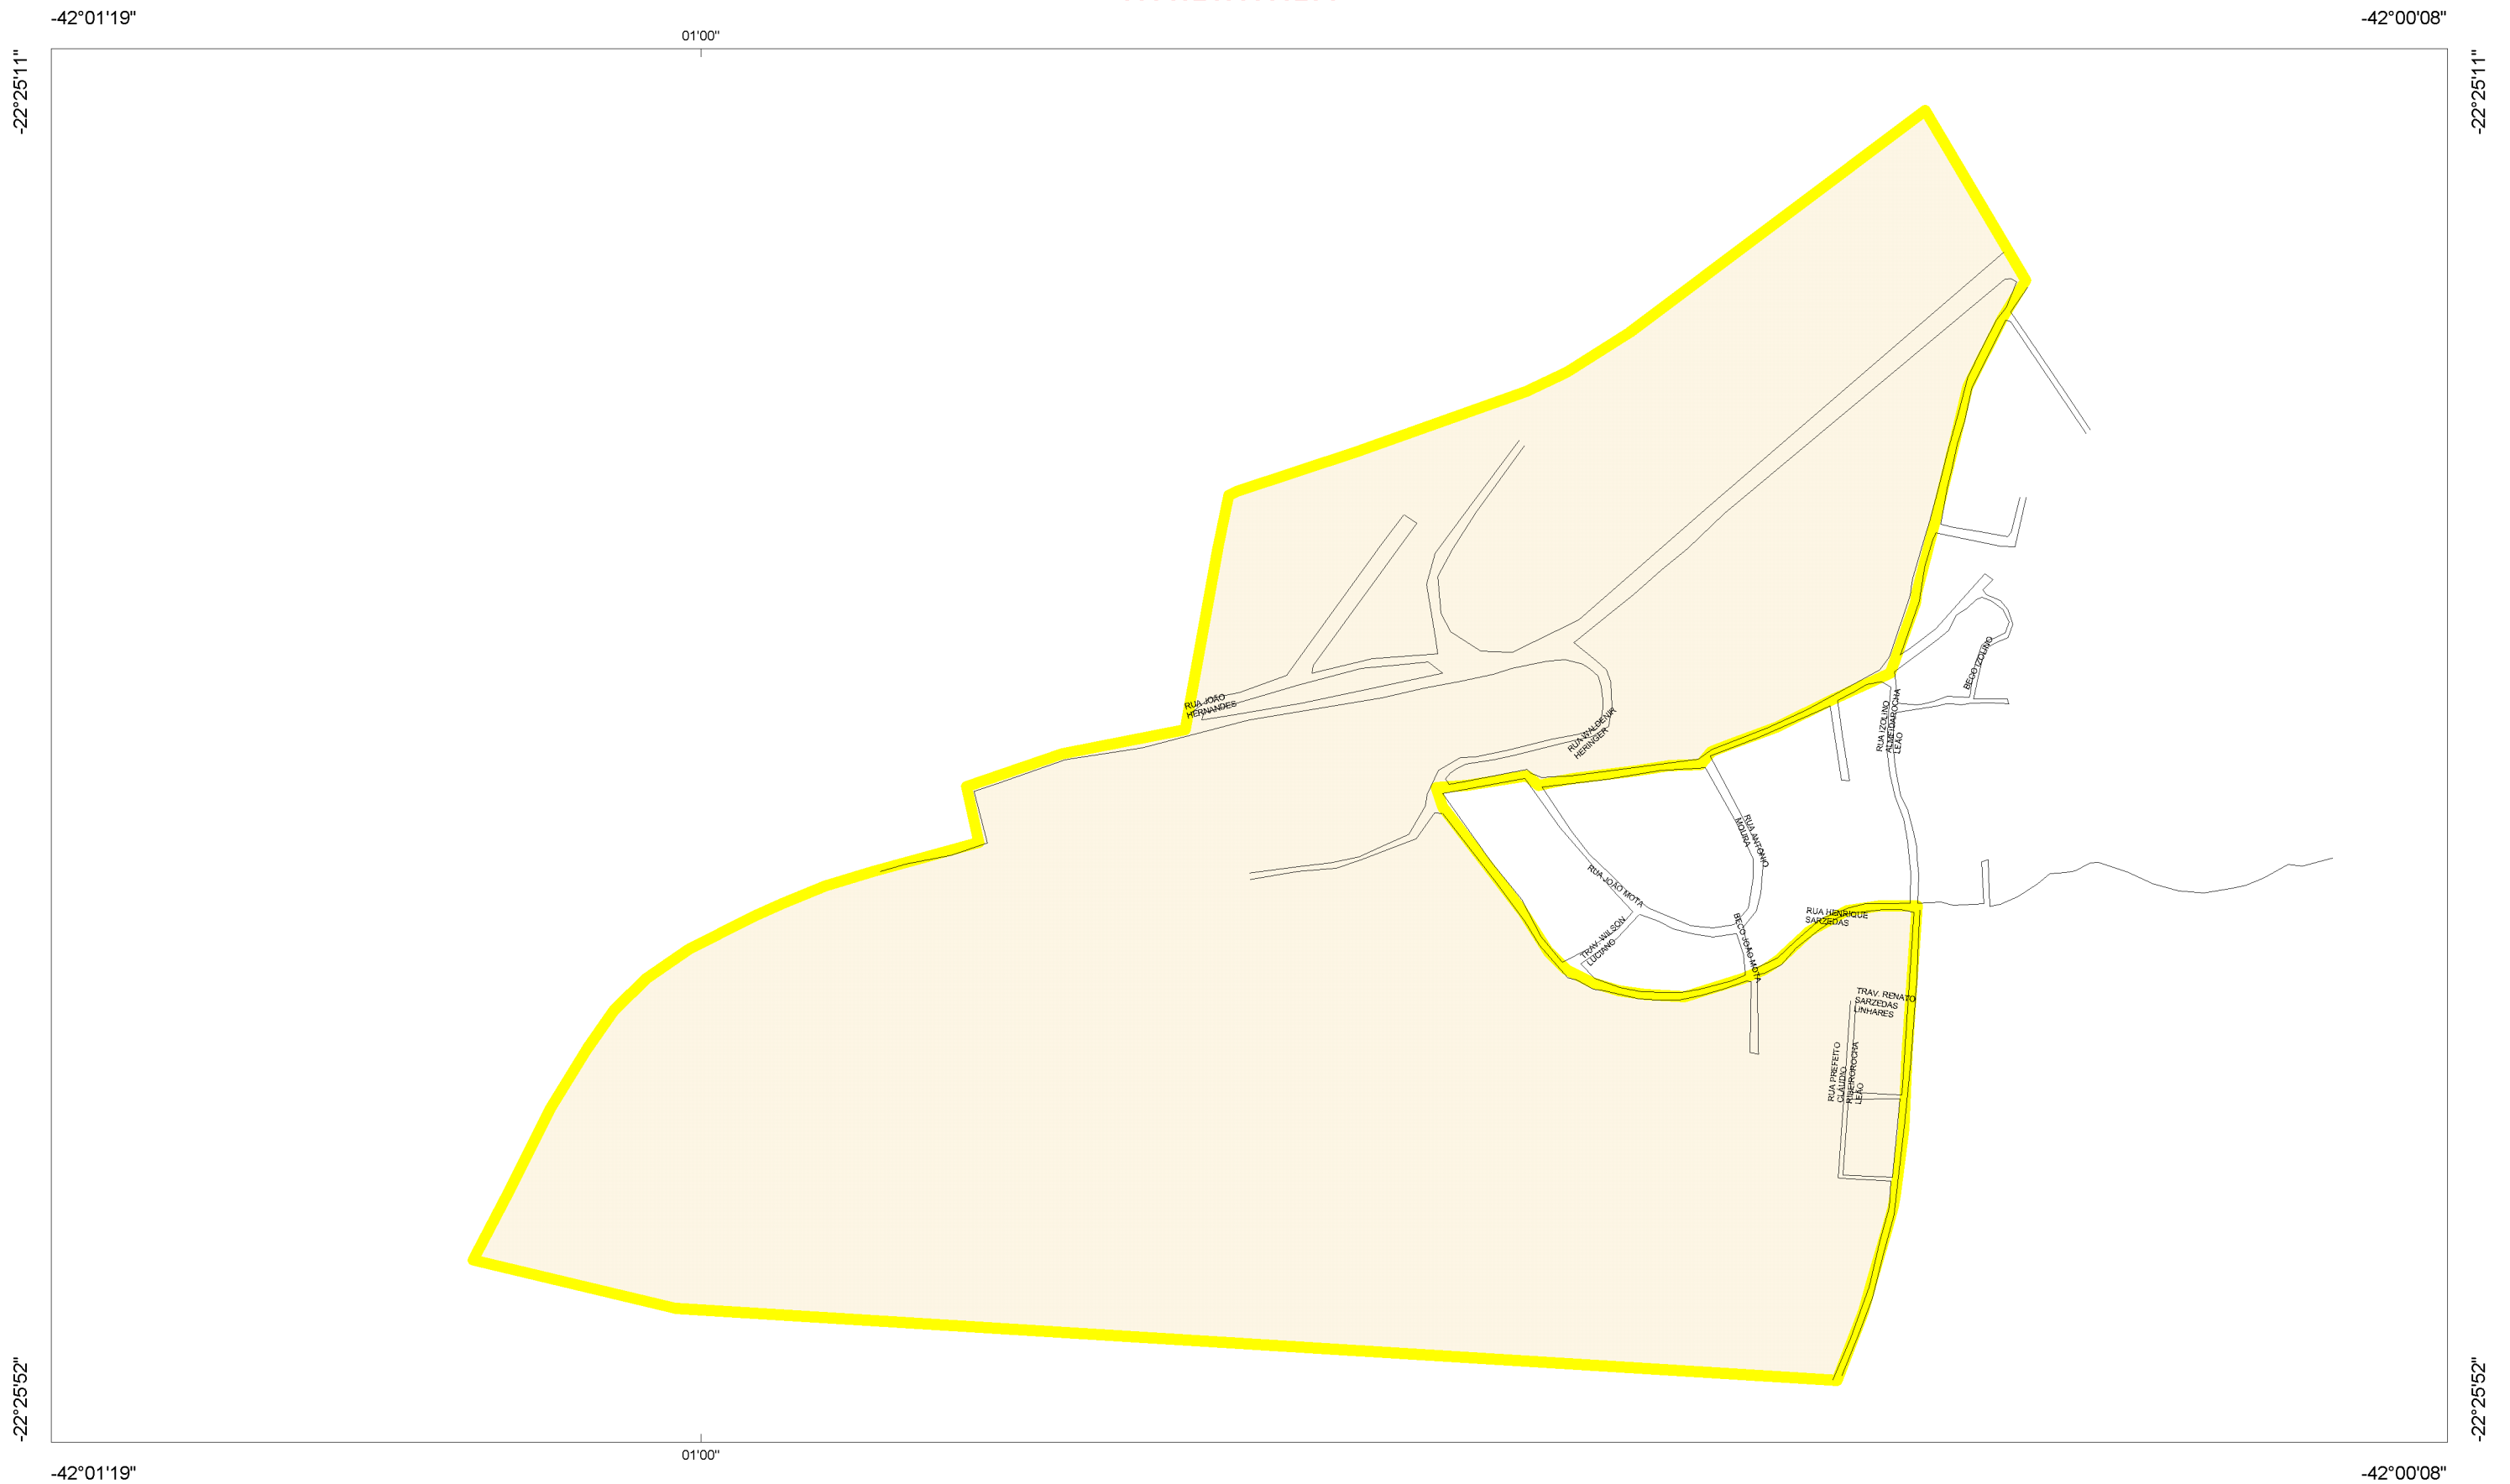 -42°01'19"
-42°00'08"
01'00"
-22°25'11"
-22°25'11"
RUA JOÃO
HERNANDES
RUA WALDENIR
HERINGER
BECO IZOLINO
RUA IZOLINO
ALMEIDAROCHA
LEÃO
RUA ANTONIO
MOURA
RUA JOÃO MOTA
TRAV. WILSON
LUCIANO
BECO JOÃO MOTA
RUA HENRIQUE
SARZEDAS
TRAV. RENATO
SARZEDAS
LINHARES
RUA PREFEITO
CLÁUDIO
RIBEIROROCHA
LEÃO
-22°25'52"
-22°25'52"
01'00"
-42°01'19"
-42°00'08"